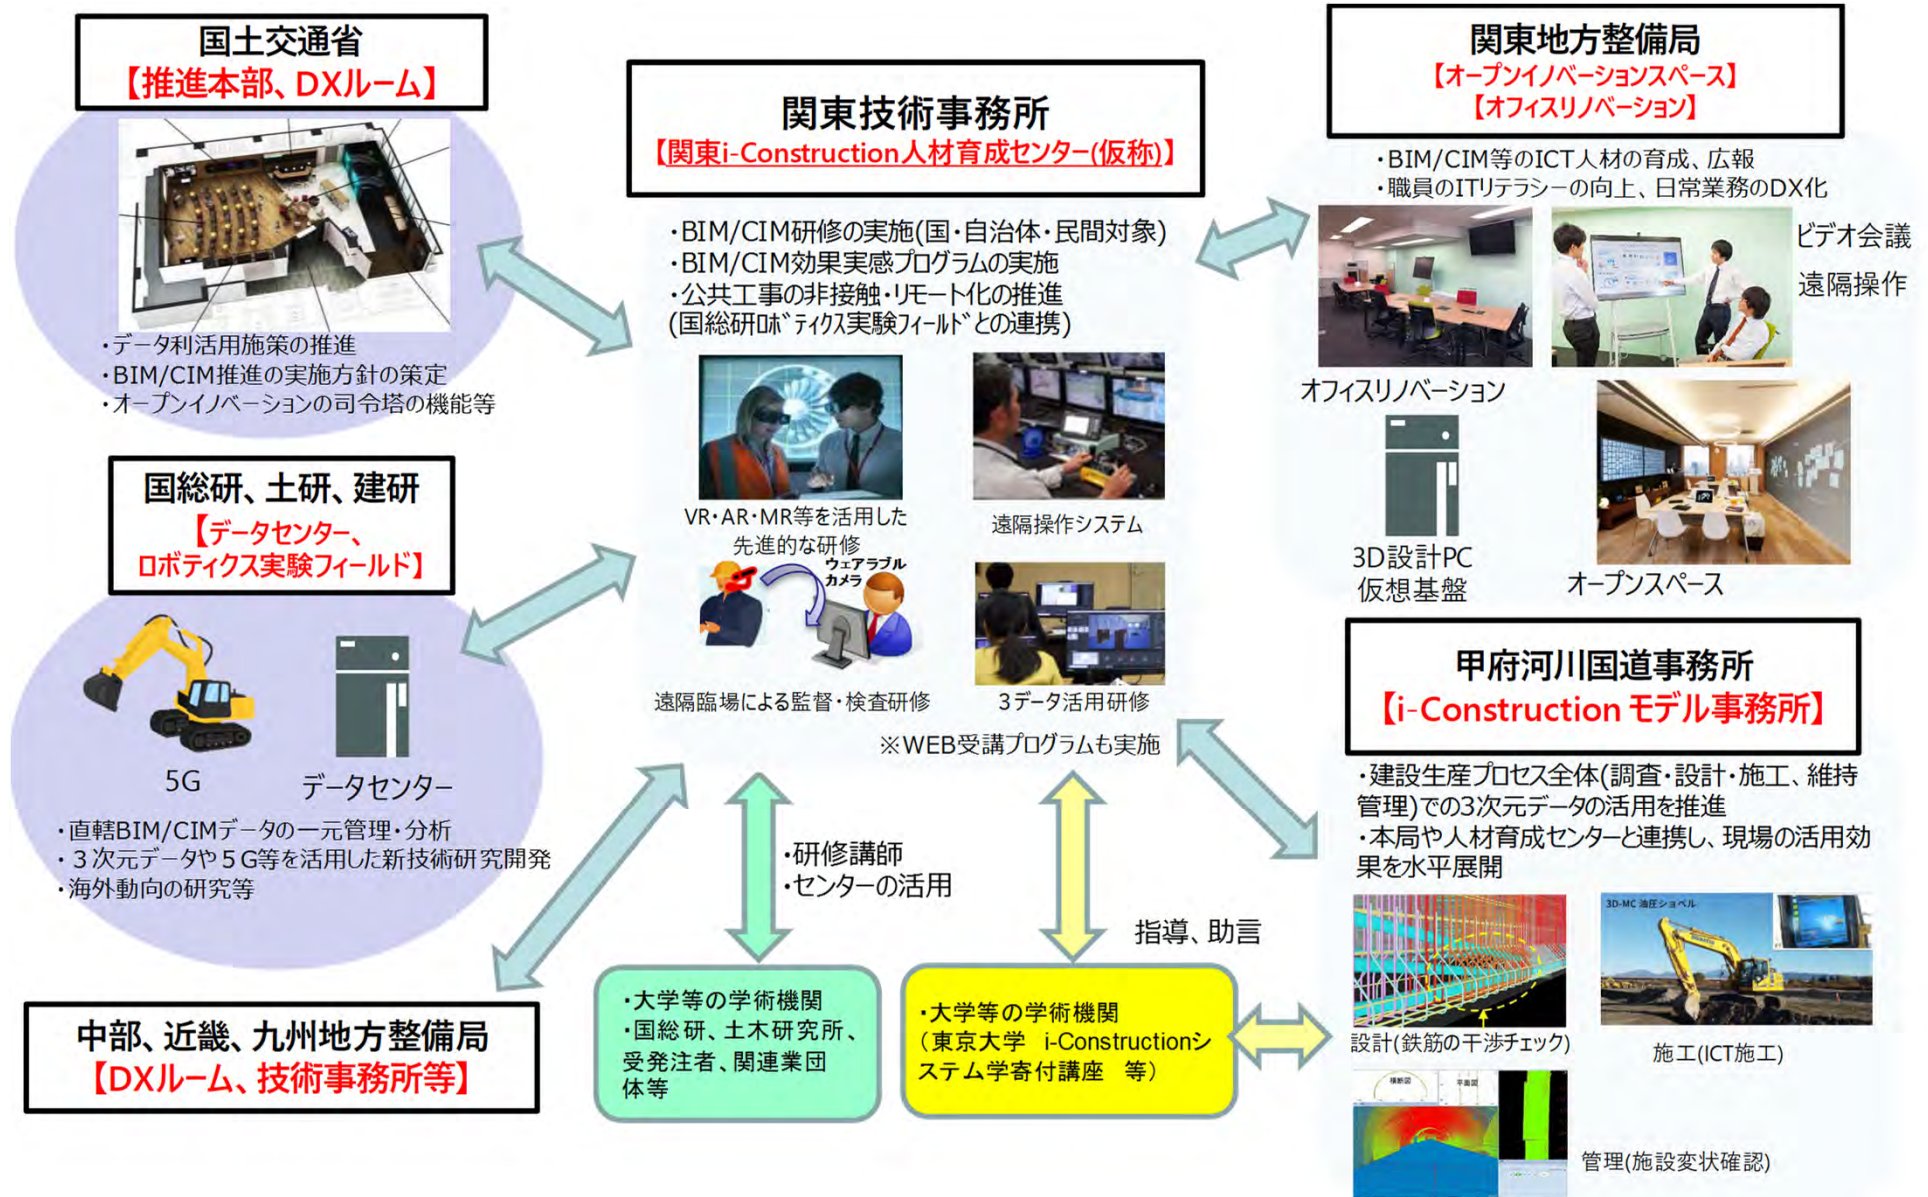 国土交通省
【推進本部、DXルーム】
・データ利活用施策の推進
・BIM/CIM推進の実施方針の策定
・オープンイノベーションの司令塔の機能等
国総研、土研、建研
【データセンター、
ロボティクス実験フィールド】
5G
データセンター
・直轄BIM/CIMデータの一元管理・分析
・３次元データや５G等を活用した新技術研究開発
・海外動向の研究等
中部、近畿、九州地方整備局
【DXルーム、技術事務所等】
関東技術事務所
【関東i-Construction人材育成センター(仮称)】
・BIM/CIM研修の実施(国・自治体・民間対象)
・BIM/CIM効果実感プログラムの実施
・公共工事の非接触・リモート化の推進
(国総研ﾛﾎﾞﾃｨｸｽ実験ﾌｨｰﾙﾄﾞとの連携)
VR・AR・MR等を活用した
先進的な研修
遠隔操作システム
ウェアラブル
カメラ
遠隔臨場による監督・検査研修
３データ活用研修
※WEB受講プログラムも実施
・研修講師
・センターの活用
指導、助言
・大学等の学術機関
・国総研、土木研究所、
受発注者、関連業団
体等
・大学等の学術機関
（東京大学　i-Constructionシ
ステム学寄付講座　等）
関東地方整備局
【オープンイノベーションスペース】
【オフィスリノベーション】
・BIM/CIM等のICT人材の育成、広報
・職員のITリテラシーの向上、日常業務のDX化
ビデオ会議
遠隔操作
オフィスリノベーション
3D設計PC
仮想基盤
オープンスペース
甲府河川国道事務所
【i-Construction モデル事務所】
・建設生産プロセス全体(調査・設計・施工、維持
管理)での3次元データの活用を推進
・本局や人材育成センターと連携し、現場の活用効
果を水平展開
3D-MC 油圧ショベル
設計(鉄筋の干渉チェック)
施工(ICT施工)
横断図
平面図
管理(施設変状確認)